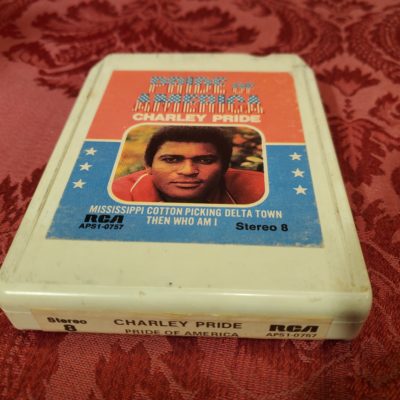 PRIDE OF
AMERICA
CHARLEY PRIDE
MISSISSIPPI COTTON PICKING DELTA TOWN
THEN WHO AM I
RCA
APS1-0757
Stereo 8
Stereo
8
CHARLEY PRIDE
PRIDE OF AMERICA
RCA
APS1-0757